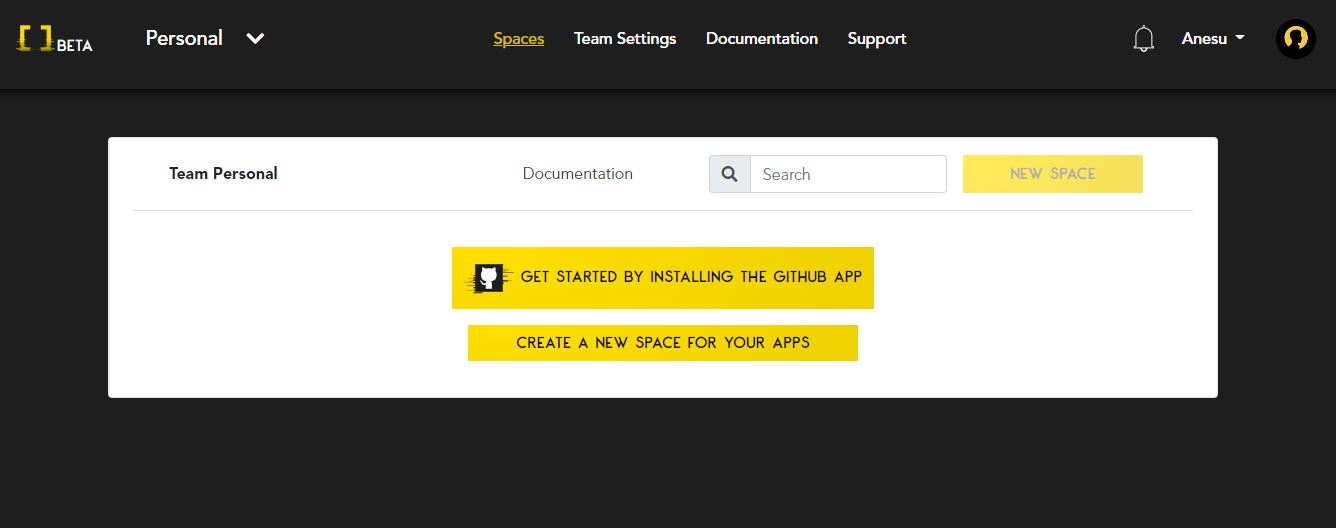 [ ] BETA
Personal
Spaces Team Settings Documentation Support
Anesu
Team Personal
Documentation
Search
NEW SPACE
GET STARTED BY INSTALLING THE GITHUB APP
CREATE A NEW SPACE FOR YOUR APPS